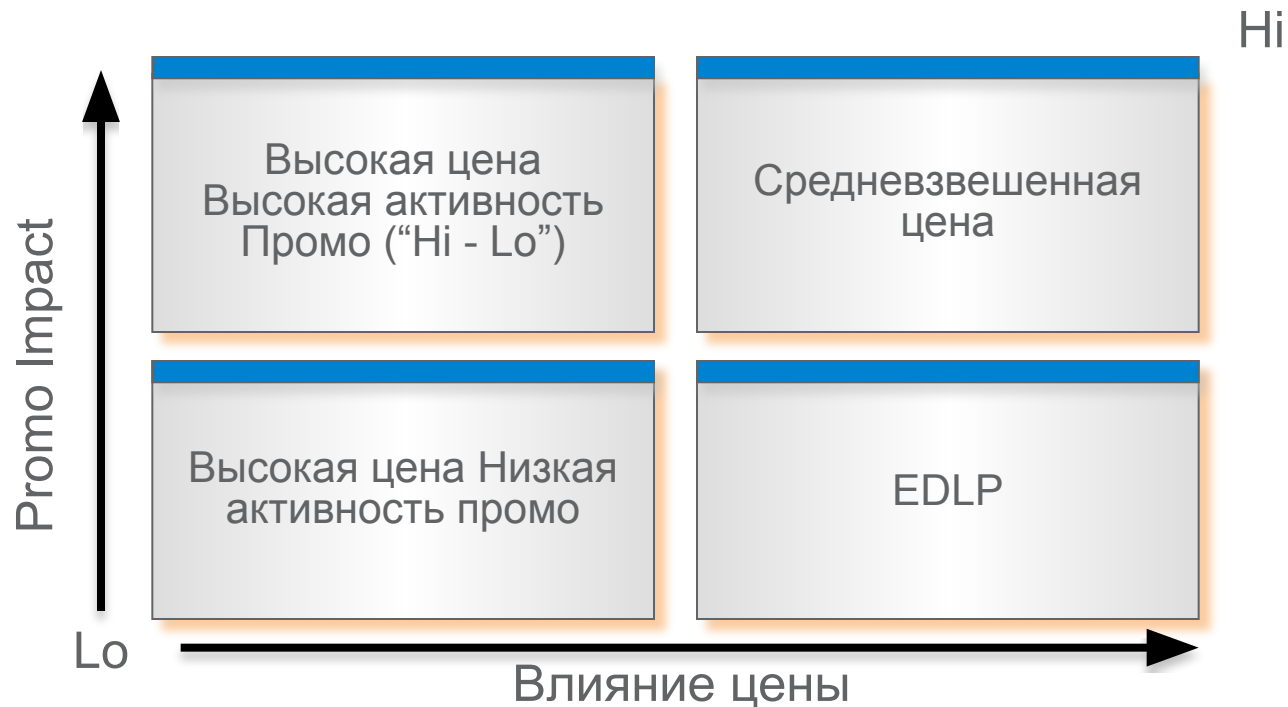 Hi
Высокая цена
Высокая активность
Промо (“Hi - Lo”)
Средневзвешенная
цена
Promo Impact
Высокая цена Низкая
активность промо
EDLP
Lo
Влияние цены